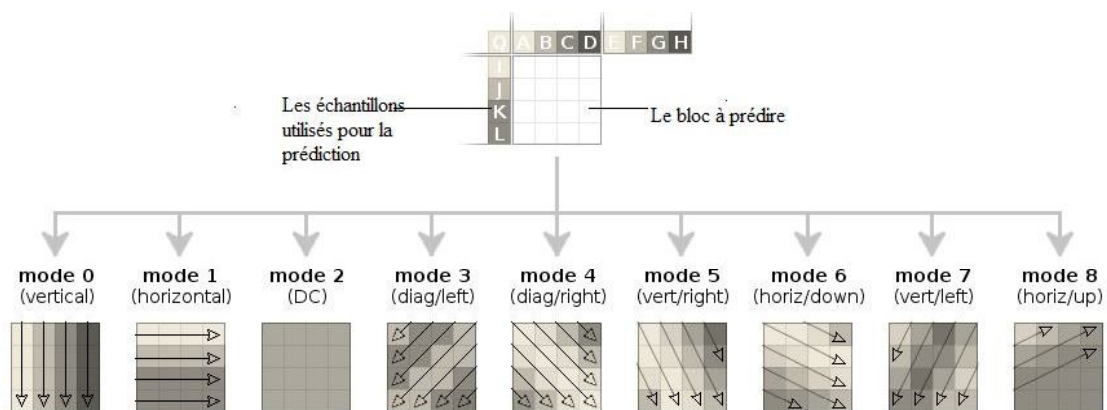 Q A B C D E F G H
I
J
K
L
Les échantillons
utilisés pour la
prédiction
Le bloc à prédire
mode 0
(vertical)
mode 1
(horizontal)
mode 2
(DC)
mode 3
(diag/left)
mode 4
(diag/right)
mode 5
(vert/right)
mode 6
(horiz/down)
mode 7
(vert/left)
mode 8
(horiz/up)